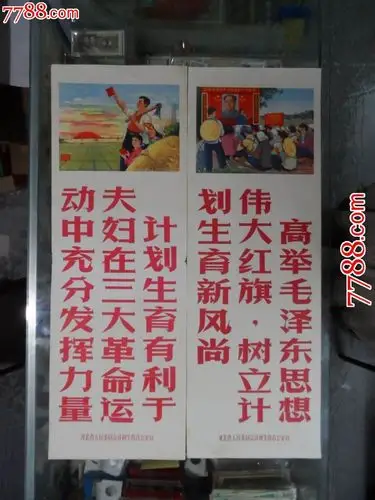 7788.com
高举毛泽东思想
伟大红旗·树立计
划生育新风尚
计划生育有利于
夫妇在三大革命运
动中充分发挥力量
7788.com